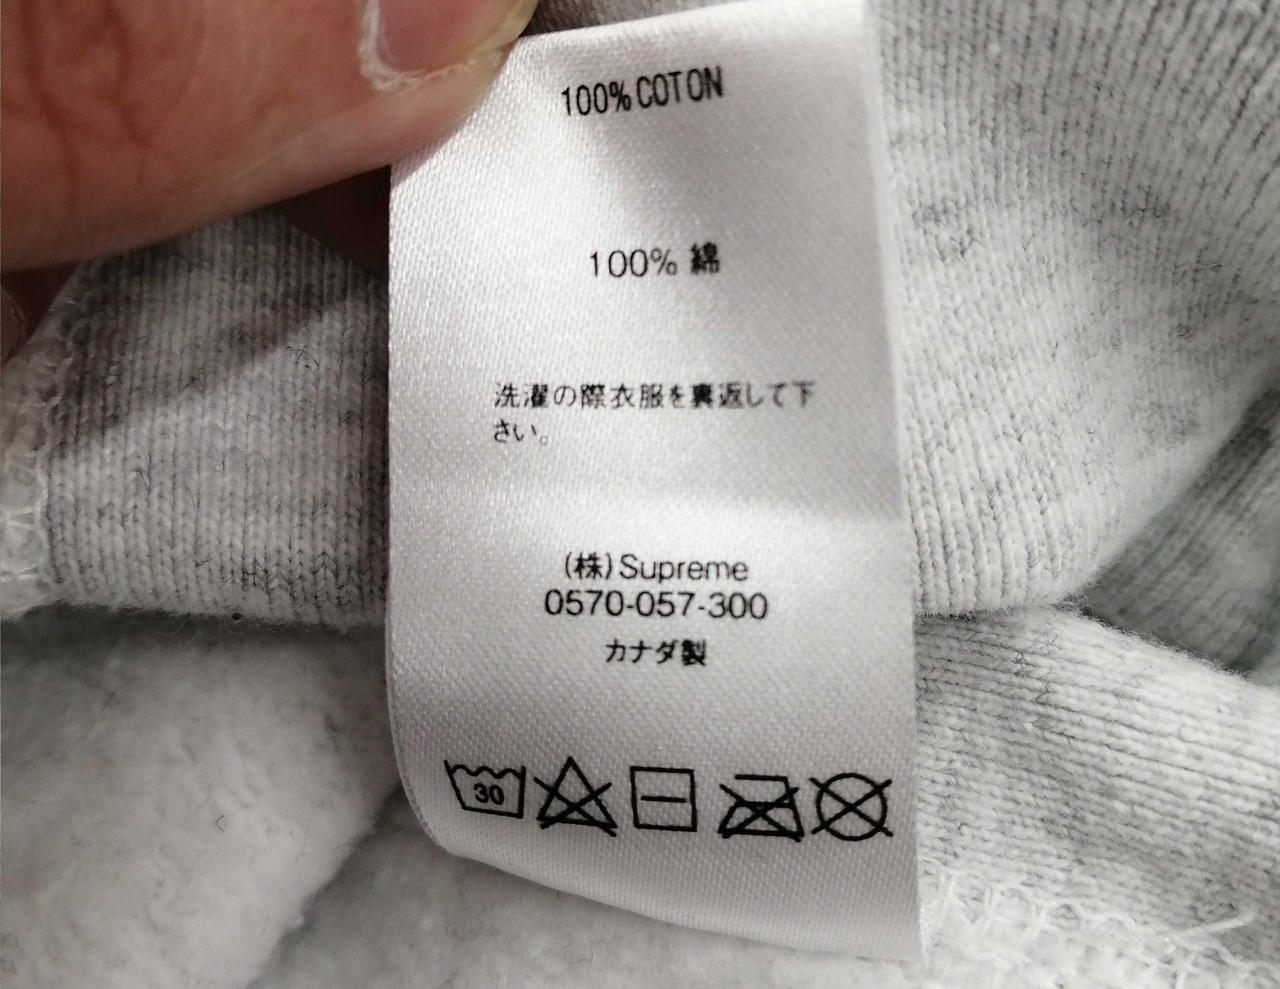 100% COTON
100% 綿
洗濯の際衣服を裏返して下
さい。
(株)Supreme
0570-057-300
カナダ製
30